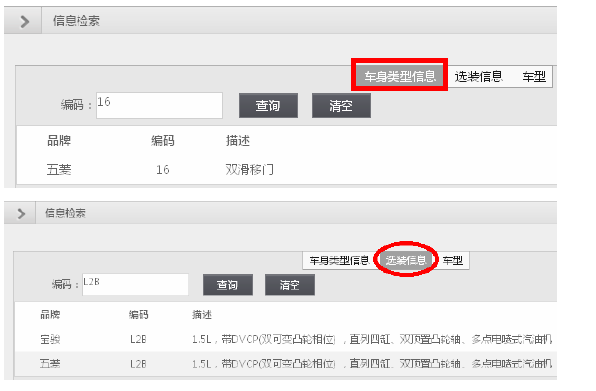 信息检索
车身类型信息 选装信息 车型
编码：16 查询 清空
品牌 编码 描述
五菱 16 双滑移门
信息检索
车身类型信息 选装信息 车型
编码：L2B 查询 清空
品牌 编码 描述
宝骏 L2B 1.5L，带DVCP(双可变凸轮相位)，直列四缸、双顶置凸轮轴、多点电喷式汽油机
五菱 L2B 1.5L，带DVCP(双可变凸轮相位)，直列四缸、双顶置凸轮轴、多点电喷式汽油机